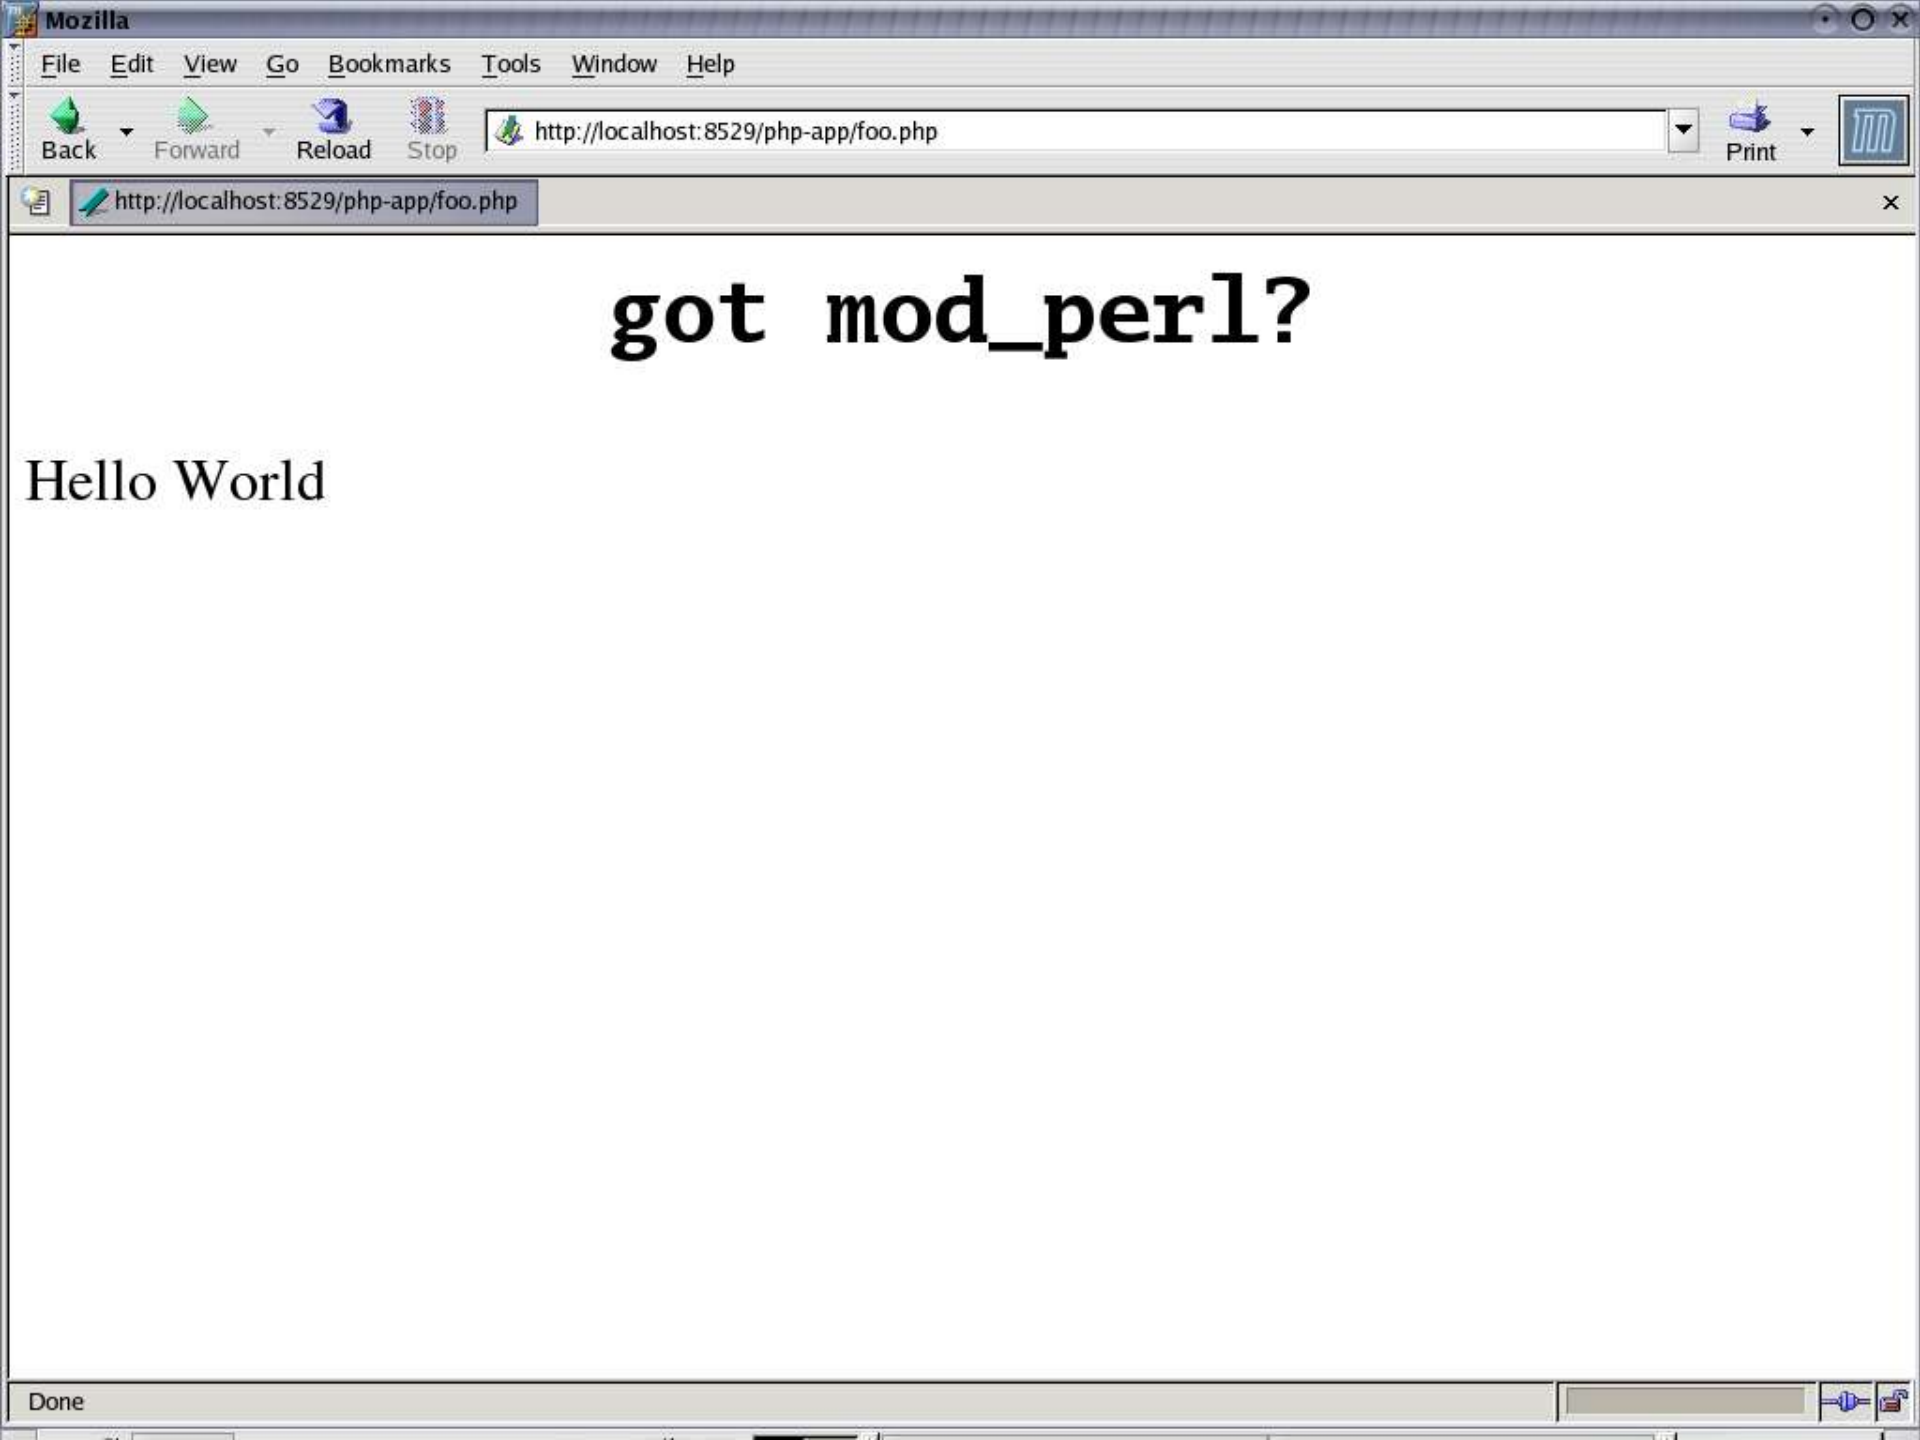 Mozilla
File Edit View Go Bookmarks Tools Window Help
Back Forward Reload Stop http://localhost:8529/php-app/foo.php Print
http://localhost:8529/php-app/foo.php
got mod_perl?
Hello World
Done